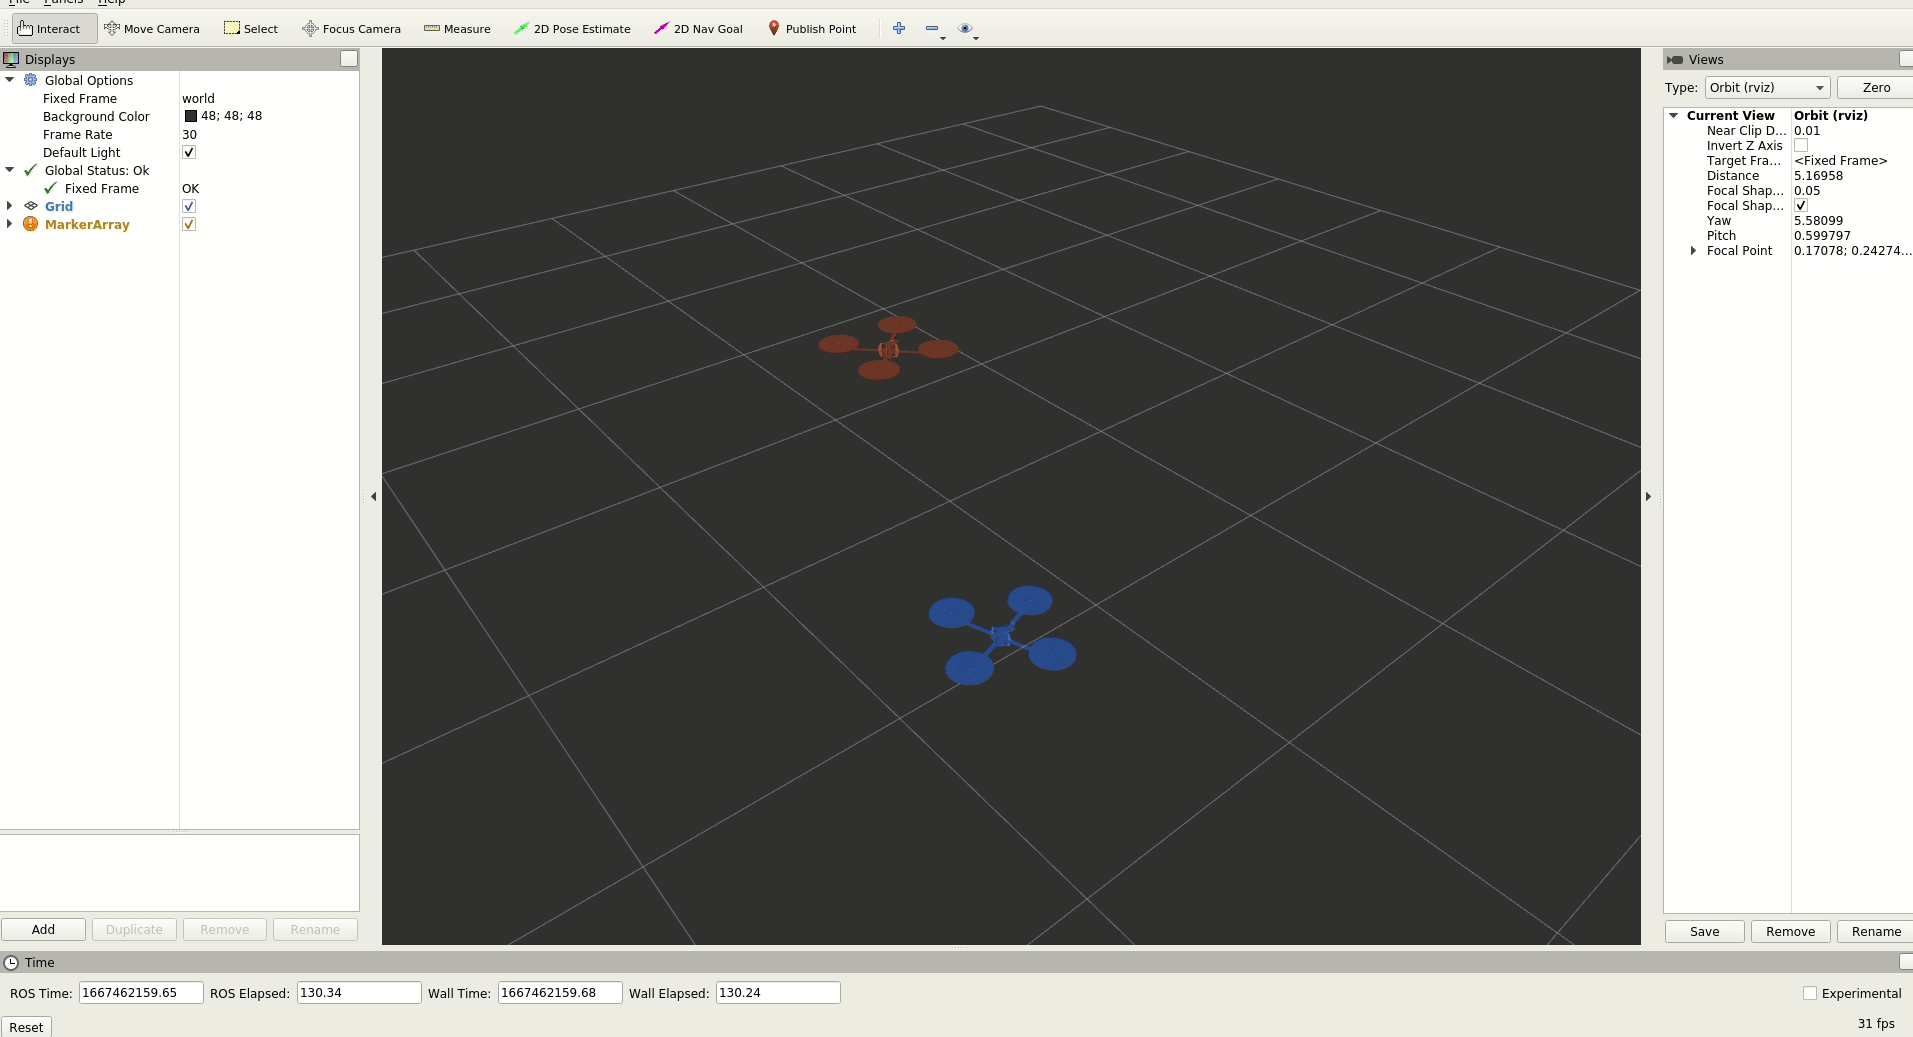 File Panels Help
Interact Move Camera Select Focus Camera Measure 2D Pose Estimate 2D Nav Goal Publish Point
Displays
Global Options
Fixed Frame world
Background Color 48; 48; 48
Frame Rate 30
Default Light
Global Status: Ok
Fixed Frame OK
Grid
MarkerArray
Add Duplicate Remove Rename
Views
Type: Orbit (rviz) Zero
Current View Orbit (rviz)
Near Clip D... 0.01
Invert Z Axis
Target Fra... <Fixed Frame>
Distance 5.16958
Focal Shap... 0.05
Focal Shap...
Yaw 5.58099
Pitch 0.599797
Focal Point 0.17078; 0.24274...
Save Remove Rename
Time
ROS Time: 1667462159.65 ROS Elapsed: 130.34 Wall Time: 1667462159.68 Wall Elapsed: 130.24 Experimental
Reset 31 fps